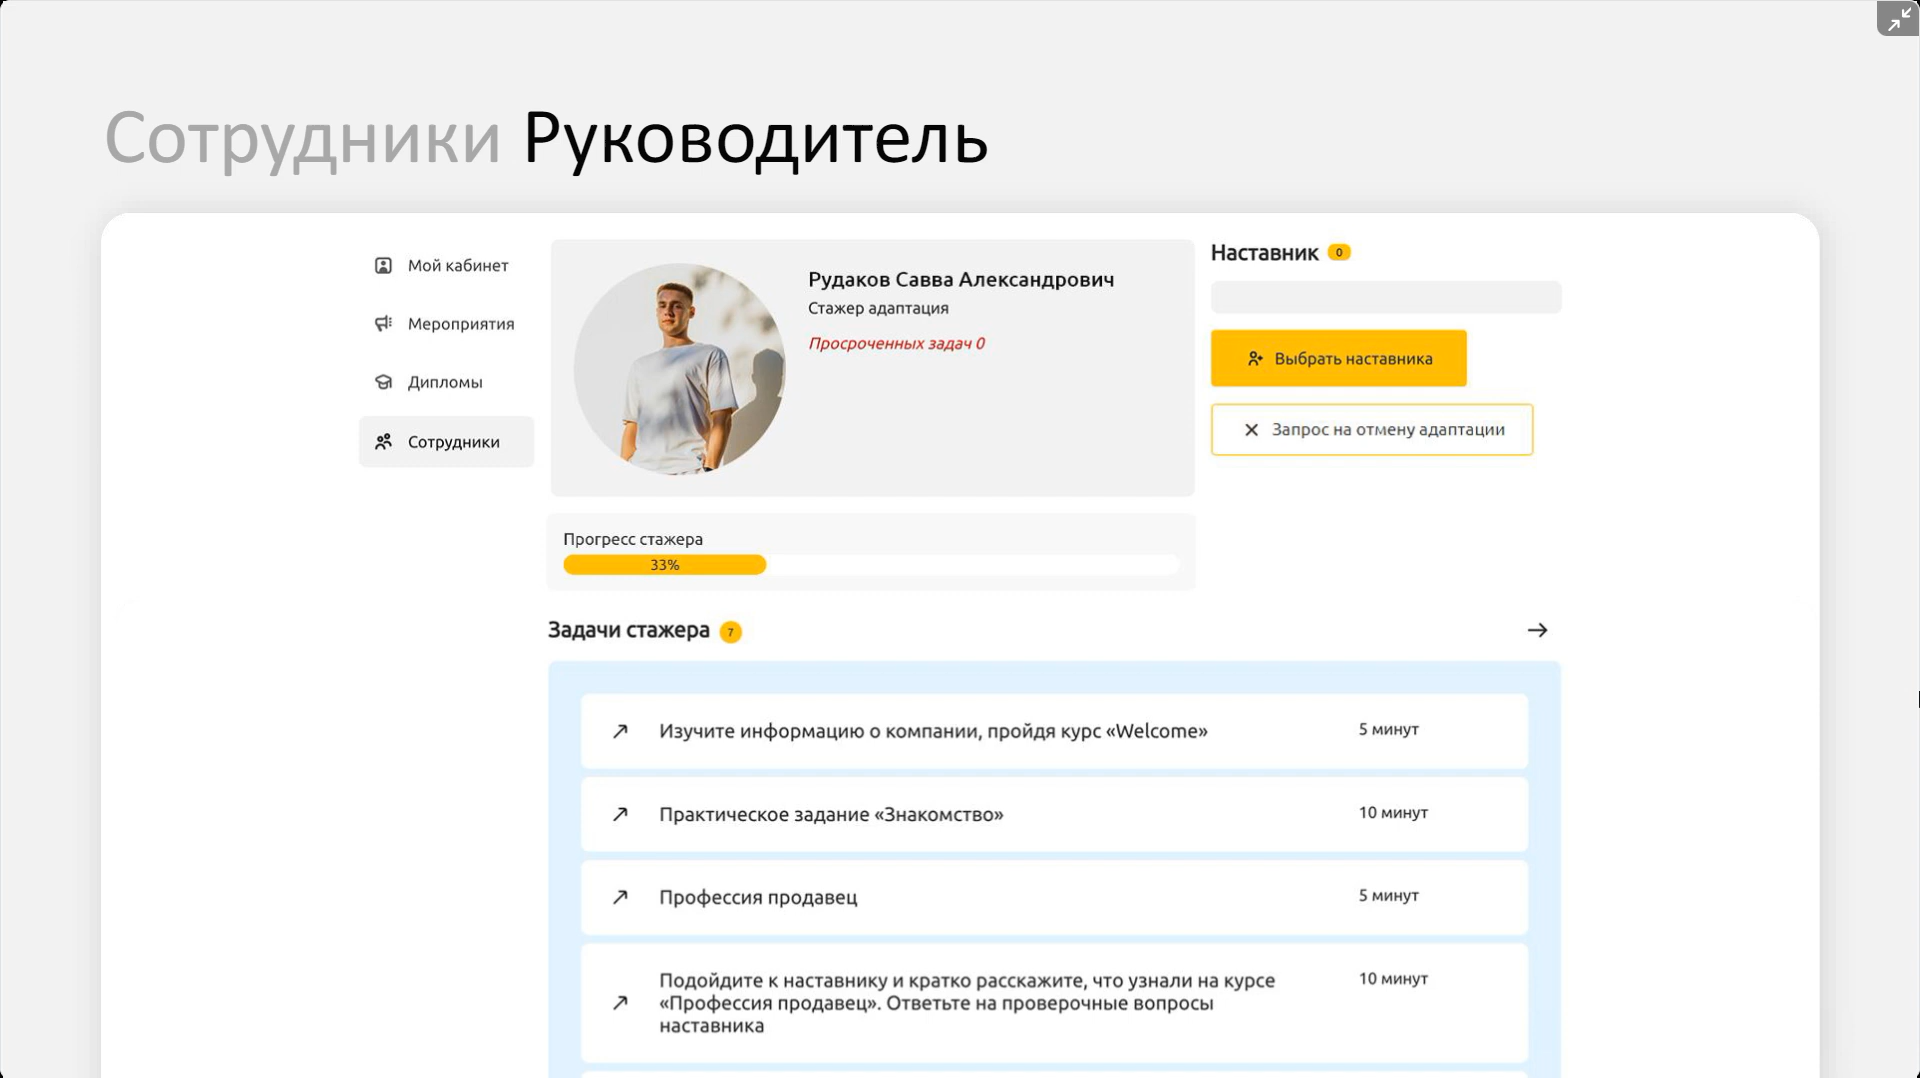 Сотрудники Руководитель
Мой кабинет
Мероприятия
Дипломы
Сотрудники
Рудаков Савва Александрович
Стажер адаптация
Просроченных задач 0
Наставник 0
Выбрать наставника
Запрос на отмену адаптации
Прогресс стажера
33%
Задачи стажера 7
Изучите информацию о компании, пройдя курс «Welcome» 5 минут
Практическое задание «Знакомство» 10 минут
Профессия продавец 5 минут
Подойдите к наставнику и кратко расскажите, что узнали на курсе 10 минут
«Профессия продавец». Ответьте на проверочные вопросы
наставника